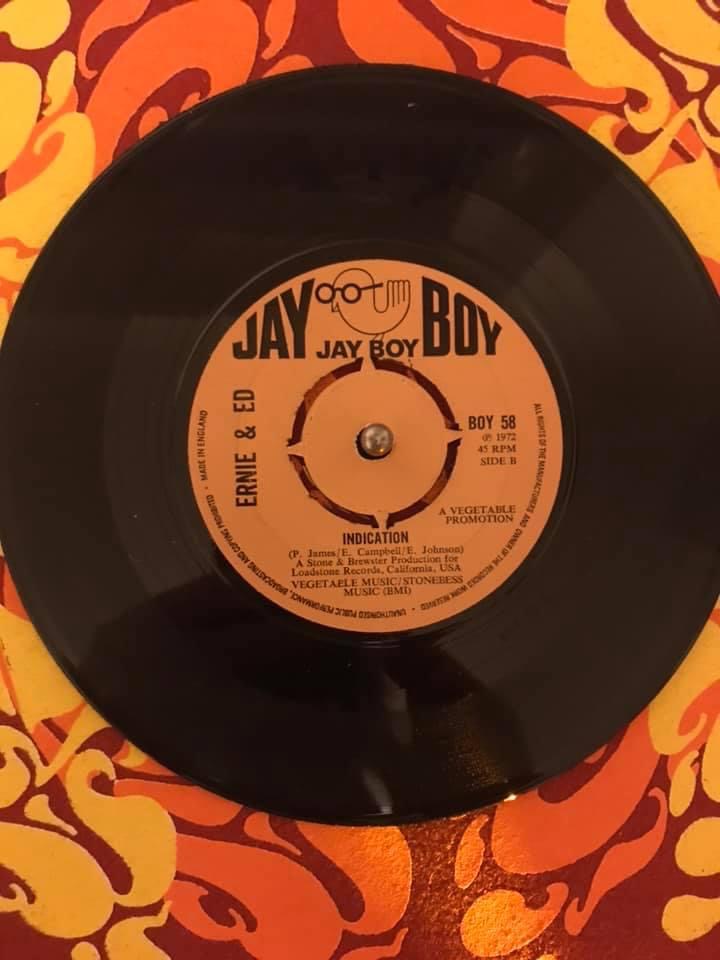 JAY BOY
JAY BOY
ERNIE & ED
BOY 58
℗ 1972
45 RPM
SIDE B
A VEGETABLE
PROMOTION
INDICATION
(P. James/E. Campbell/E. Johnson)
A Stone & Brewster Production for
Loadstone Records, California, USA
VEGETABLE MUSIC/STONEBESS
MUSIC (BMI)
MADE IN ENGLAND · ALL RIGHTS OF THE MANUFACTURERS AND OWNER OF THE RECORDED WORK RESERVED · UNAUTHORISED PUBLIC PERFORMANCE, BROADCASTING AND COPYING PROHIBITED ·